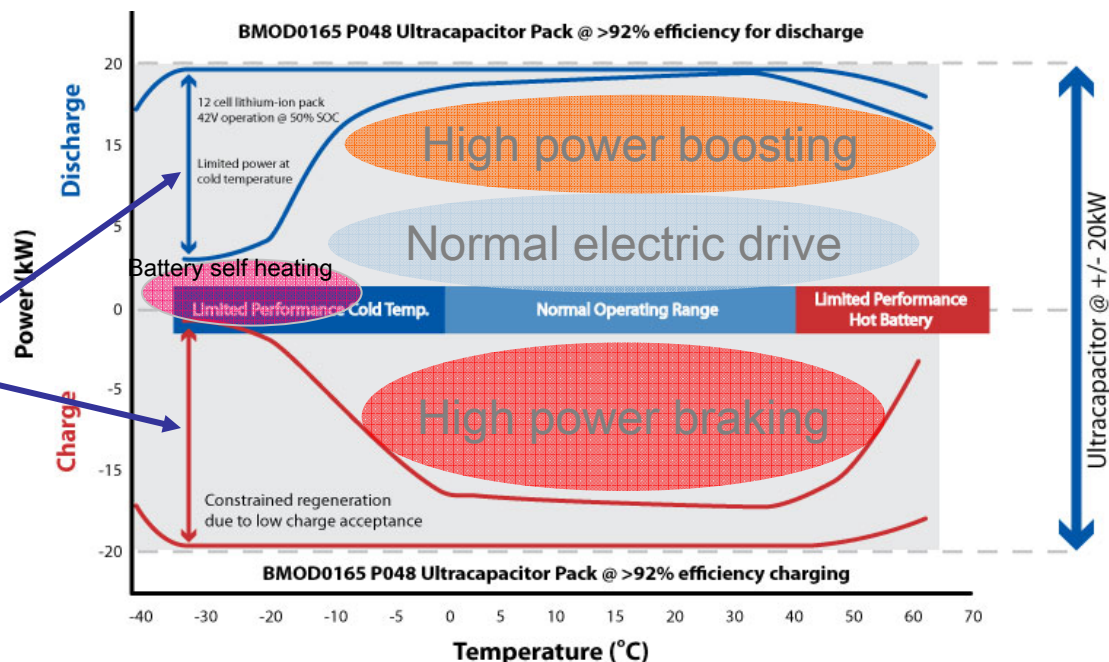 BMOD0165 P048 Ultracapacitor Pack @ >92% efficiency for discharge
20
12 cell lithium-ion pack
42V operation @ 50% SOC
15
High power boosting
Limited power at
cold temperature
Discharge
5
Normal electric drive
Battery self heating
Power (kW)
0
Limited Performance Cold Temp.
Normal Operating Range
Limited Performance
Hot Battery
Ultracapacitor @ +/- 20kW
-5
High power braking
Charge
-15
Constrained regeneration
due to low charge acceptance
-20
BMOD0165 P048 Ultracapacitor Pack @ >92% efficiency charging
-40 -30 -20 -10 -5 0 5 10 15 20 30 40 50 60 70
Temperature (°C)